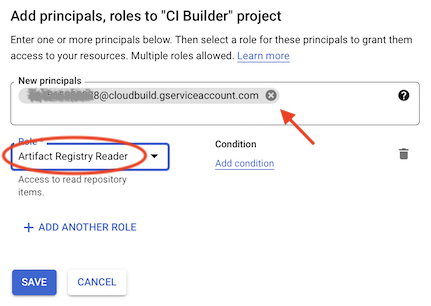 Add principals, roles to "CI Builder" project
Enter one or more principals below. Then select a role for these principals to grant them
access to your resources. Multiple roles allowed. Learn more
New principals
8@cloudbuild.gserviceaccount.com
Role
Artifact Registry Reader
Condition
Add condition
Access to read repository
items.
+ ADD ANOTHER ROLE
SAVE
CANCEL